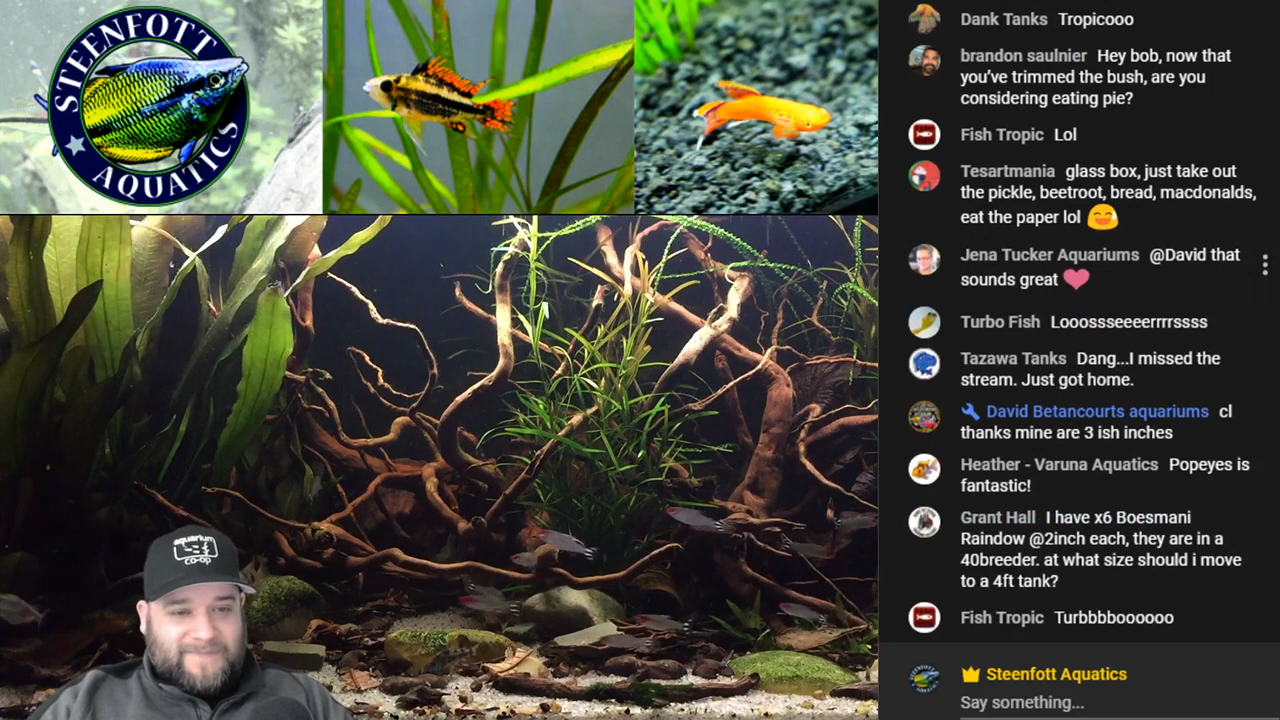 STEENFOTT
AQUATICS
aquarium
co-op
Dank Tanks Tropicooo
brandon saulnier Hey bob, now that
you've trimmed the bush, are you
considering eating pie?
Fish Tropic Lol
Tesartmania glass box, just take out
the pickle, beetroot, bread, macdonalds,
eat the paper lol 😅
Jena Tucker Aquariums @David that
sounds great ❤
Turbo Fish Looossseeeerrrrssss
Tazawa Tanks Dang...I missed the
stream. Just got home.
David Betancourts aquariums cl
thanks mine are 3 ish inches
Heather - Varuna Aquatics Popeyes is
fantastic!
Grant Hall I have x6 Boesmani
Raindow @2inch each, they are in a
40breeder. at what size should i move
to a 4ft tank?
Fish Tropic Turbbbboooooo
Steenfott Aquatics
Say something...